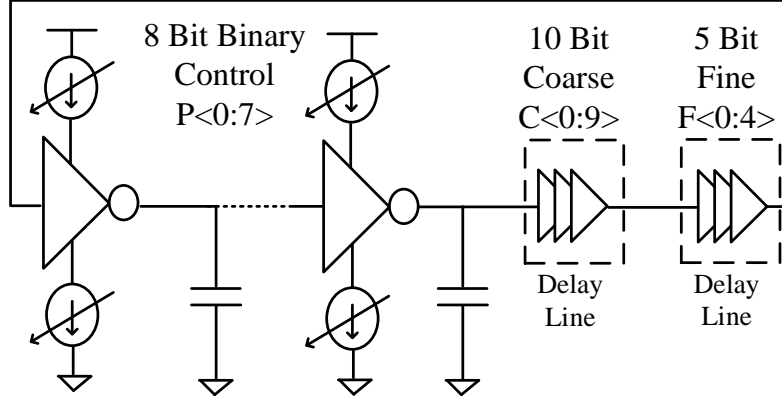 8 Bit Binary
Control
P<0:7>
10 Bit
Coarse
C<0:9>
5 Bit
Fine
F<0:4>
Delay
Line
Delay
Line